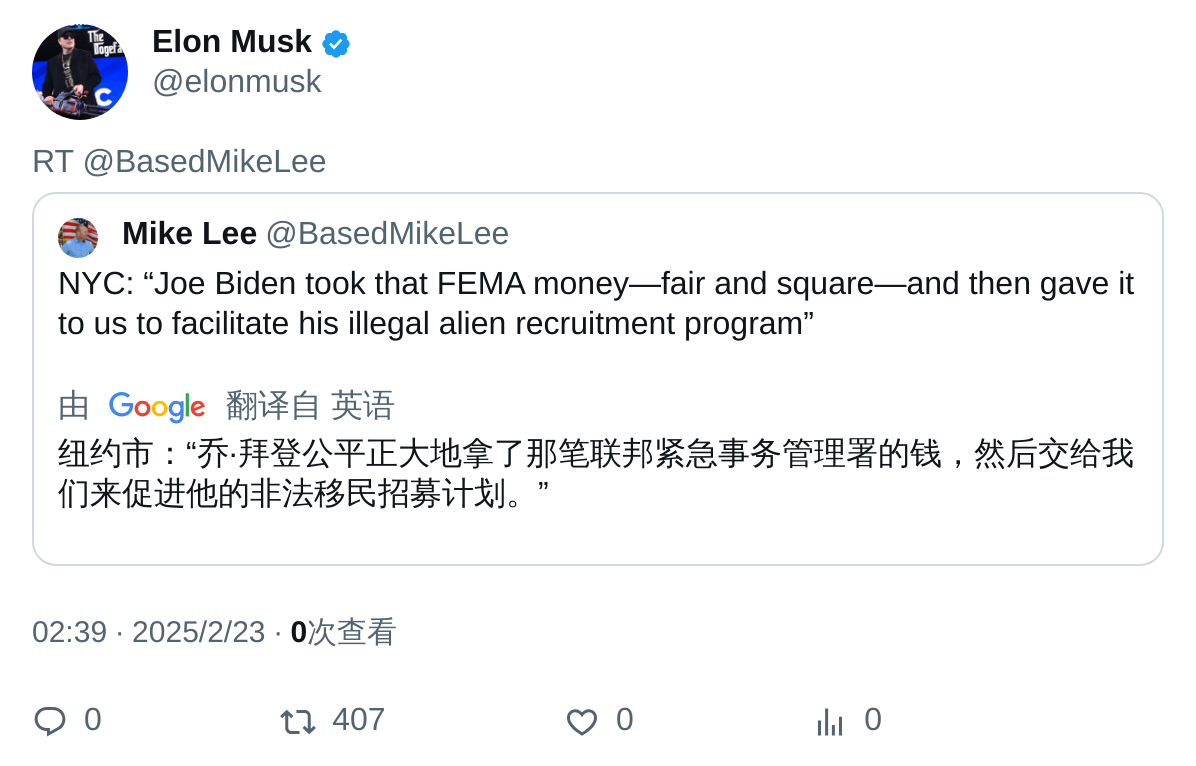 The
Dogefa
C
Elon Musk
@elonmusk
RT @BasedMikeLee
Mike Lee @BasedMikeLee
NYC: “Joe Biden took that FEMA money—fair and square—and then gave it
to us to facilitate his illegal alien recruitment program”
由 Google 翻译自 英语
纽约市：“乔·拜登公平正大地拿了那笔联邦紧急事务管理署的钱，然后交给我
们来促进他的非法移民招募计划。”
02:39 · 2025/2/23 · 0次查看
0 407 0 0